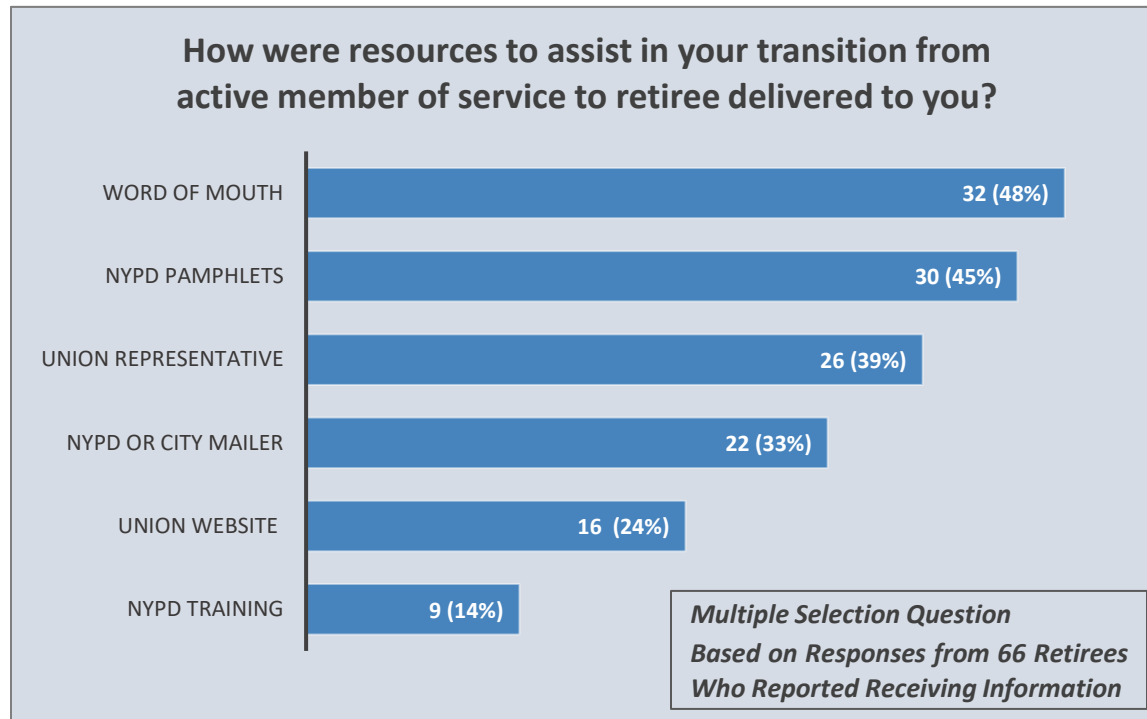 How were resources to assist in your transition from
active member of service to retiree delivered to you?
WORD OF MOUTH
32 (48%)
NYPD PAMPHLETS
30 (45%)
UNION REPRESENTATIVE
26 (39%)
NYPD OR CITY MAILER
22 (33%)
UNION WEBSITE
16 (24%)
NYPD TRAINING
9 (14%)
Multiple Selection Question
Based on Responses from 66 Retirees
Who Reported Receiving Information